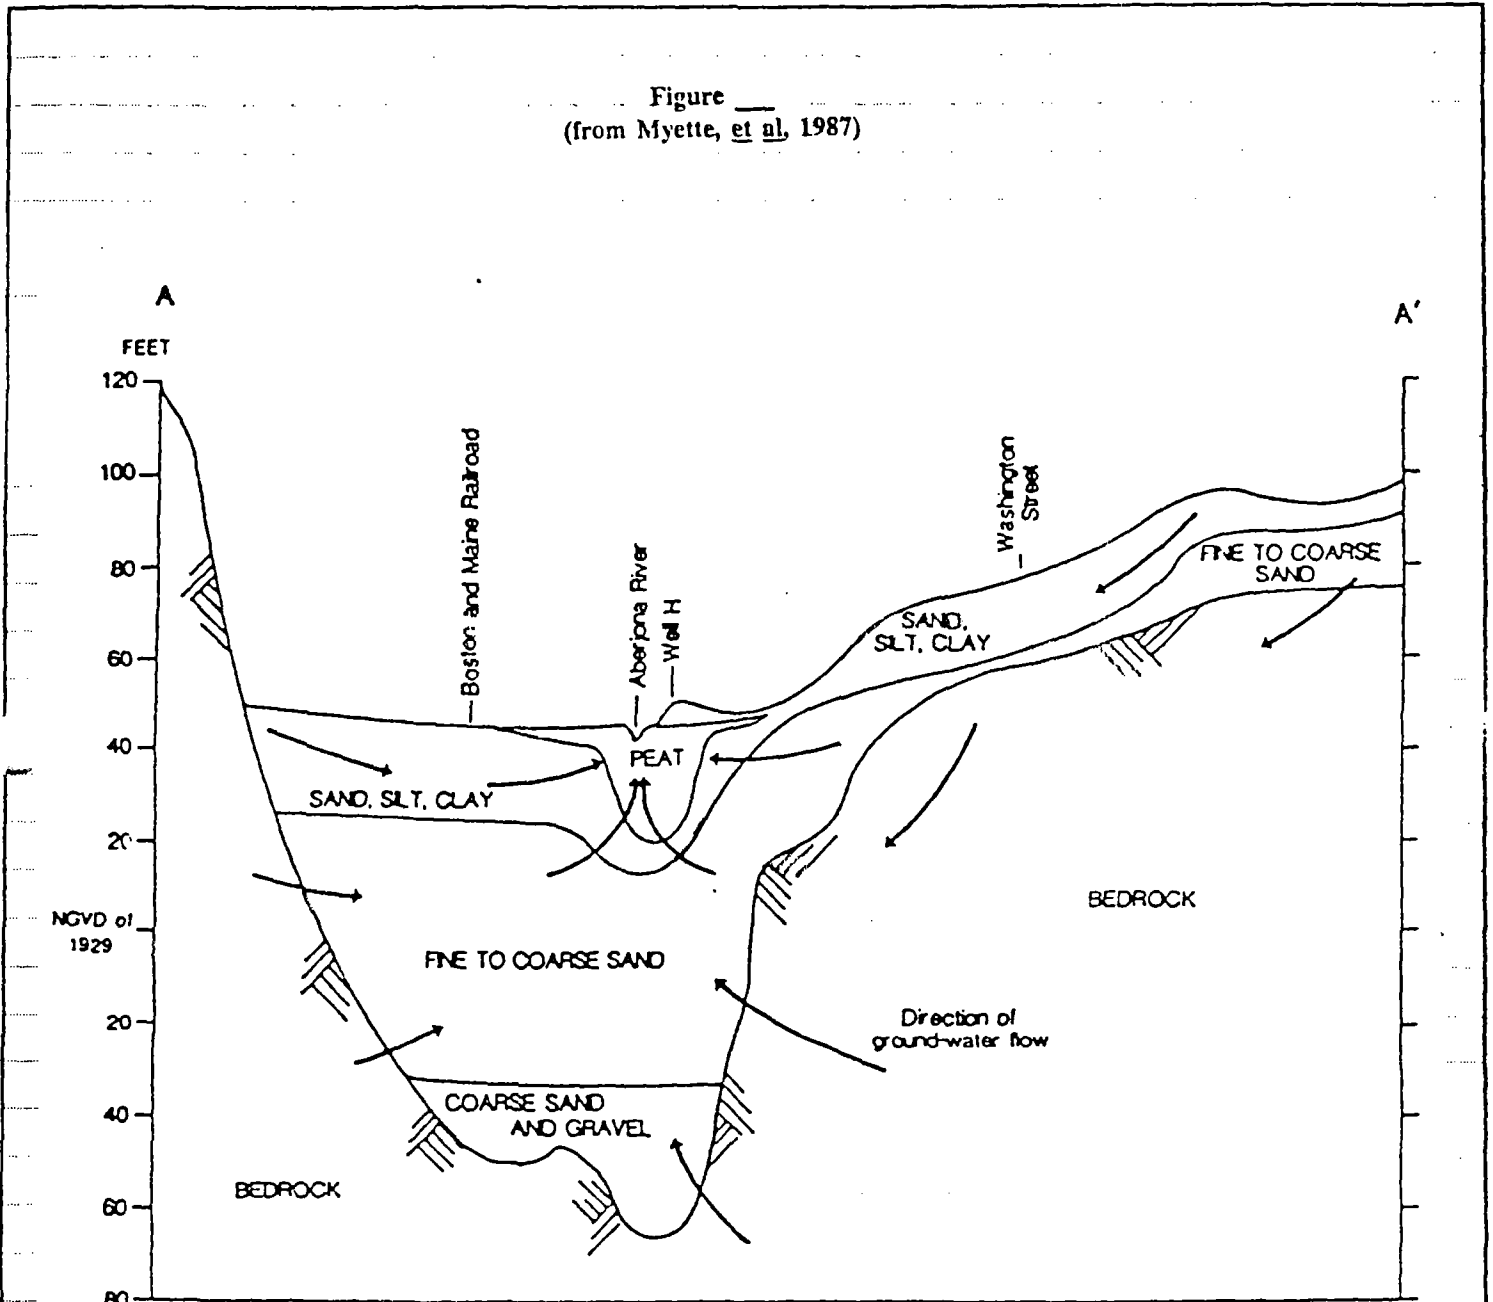 Figure ___
(from Myette, et al, 1987)
A
A'
FEET
120
100
80
60
40
20
NGVD of
1929
20
40
60
80
Boston and Maine Railroad
Aberjona River
Well H
Washington
Street
FINE TO COARSE
SAND
SAND,
SILT, CLAY
PEAT
SAND, SILT, CLAY
BEDROCK
FINE TO COARSE SAND
Direction of
ground-water flow
COARSE SAND
AND GRAVEL
BEDROCK